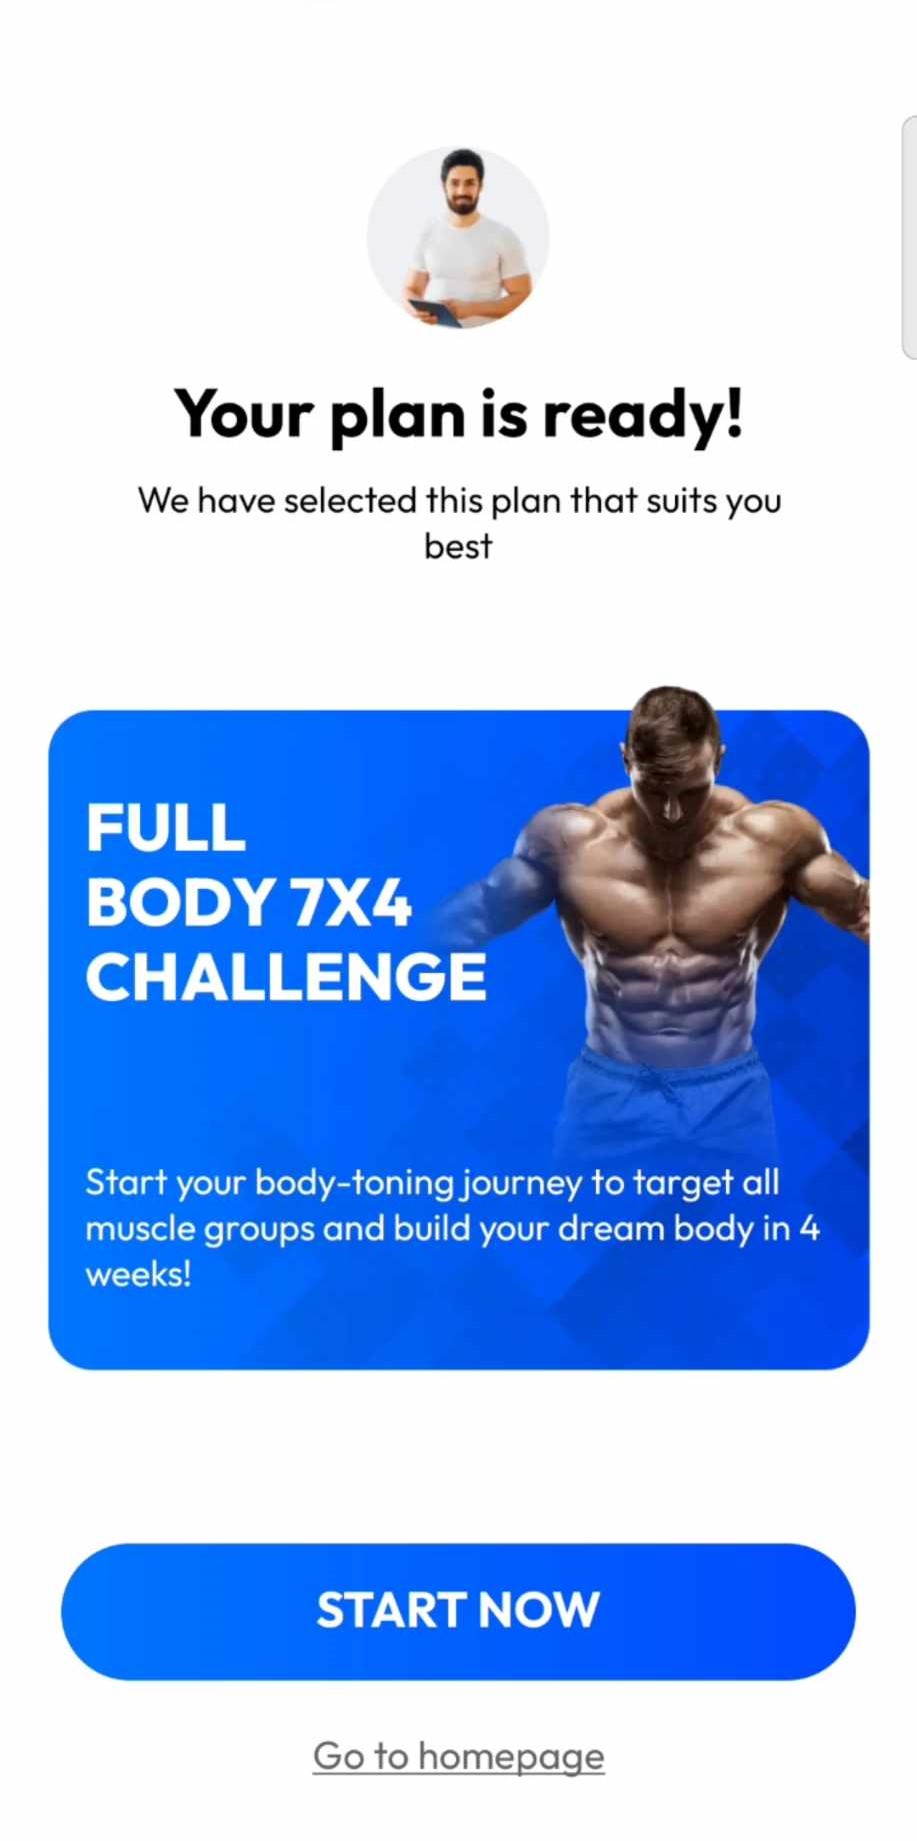 Your plan is ready!
We have selected this plan that suits you
best
FULL
BODY 7X4
CHALLENGE
Start your body-toning journey to target all
muscle groups and build your dream body in 4
weeks!
START NOW
Go to homepage